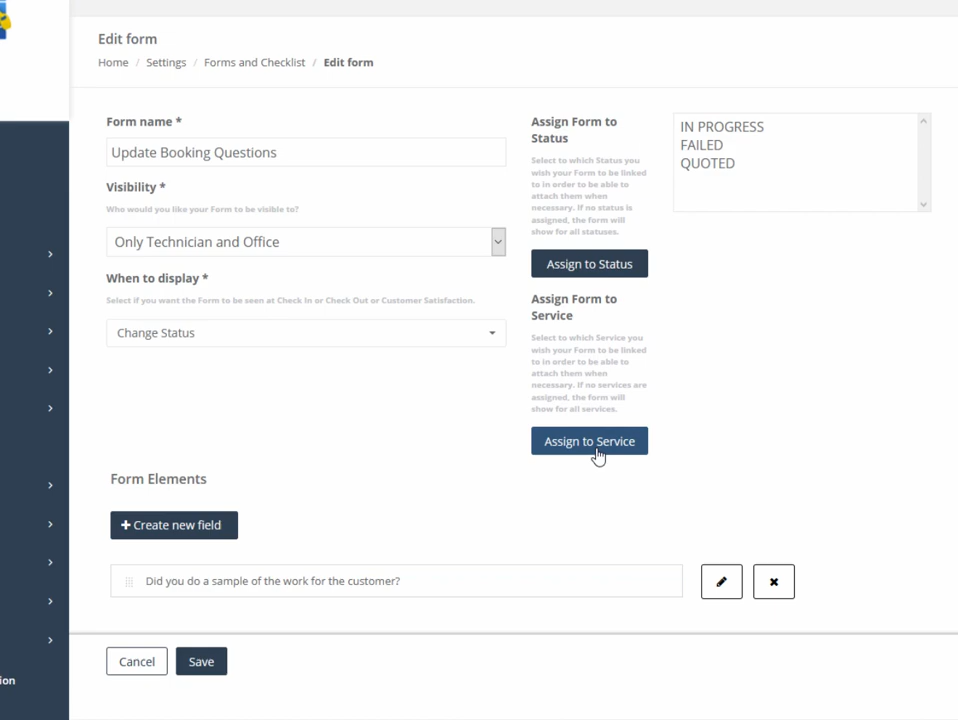 Edit form
Home / Settings / Forms and Checklist / Edit form
Form name *
Update Booking Questions
Visibility *
Who would you like your Form to be visible to?
Only Technician and Office
When to display *
Select if you want the Form to be seen at Check In or Check Out or Customer Satisfaction.
Change Status
Assign Form to
Status
Select to which Status you
wish your Form to be linked
to in order to be able to
attach them when
necessary. If no status is
assigned, the form will
show for all statuses.
Assign to Status
Assign Form to
Service
Select to which Service you
wish your Form to be linked
to in order to be able to
attach them when
necessary. If no services are
assigned, the form will
show for all services.
Assign to Service
IN PROGRESS
FAILED
QUOTED
Form Elements
+ Create new field
Did you do a sample of the work for the customer?
Cancel
Save
ion